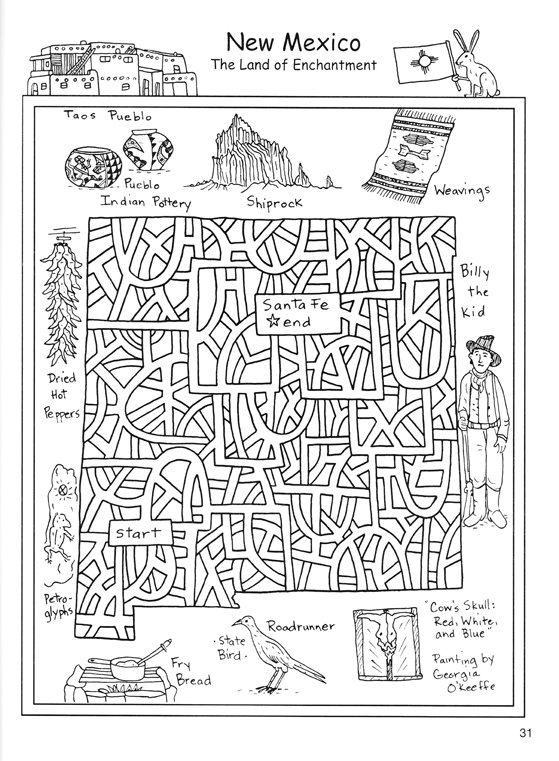 New Mexico
The Land of Enchantment
Taos Pueblo
Pueblo
Indian Pottery
Shiprock
Weavings
Billy
the
Kid
Santa Fe
☆end
Dried
Hot
Peppers
start
Petro-
glyphs
Fry
Bread
·State
Bird·
Roadrunner
"Cow's Skull:
Red, White,
and Blue"
Painting by
Georgia
O'Keeffe
31